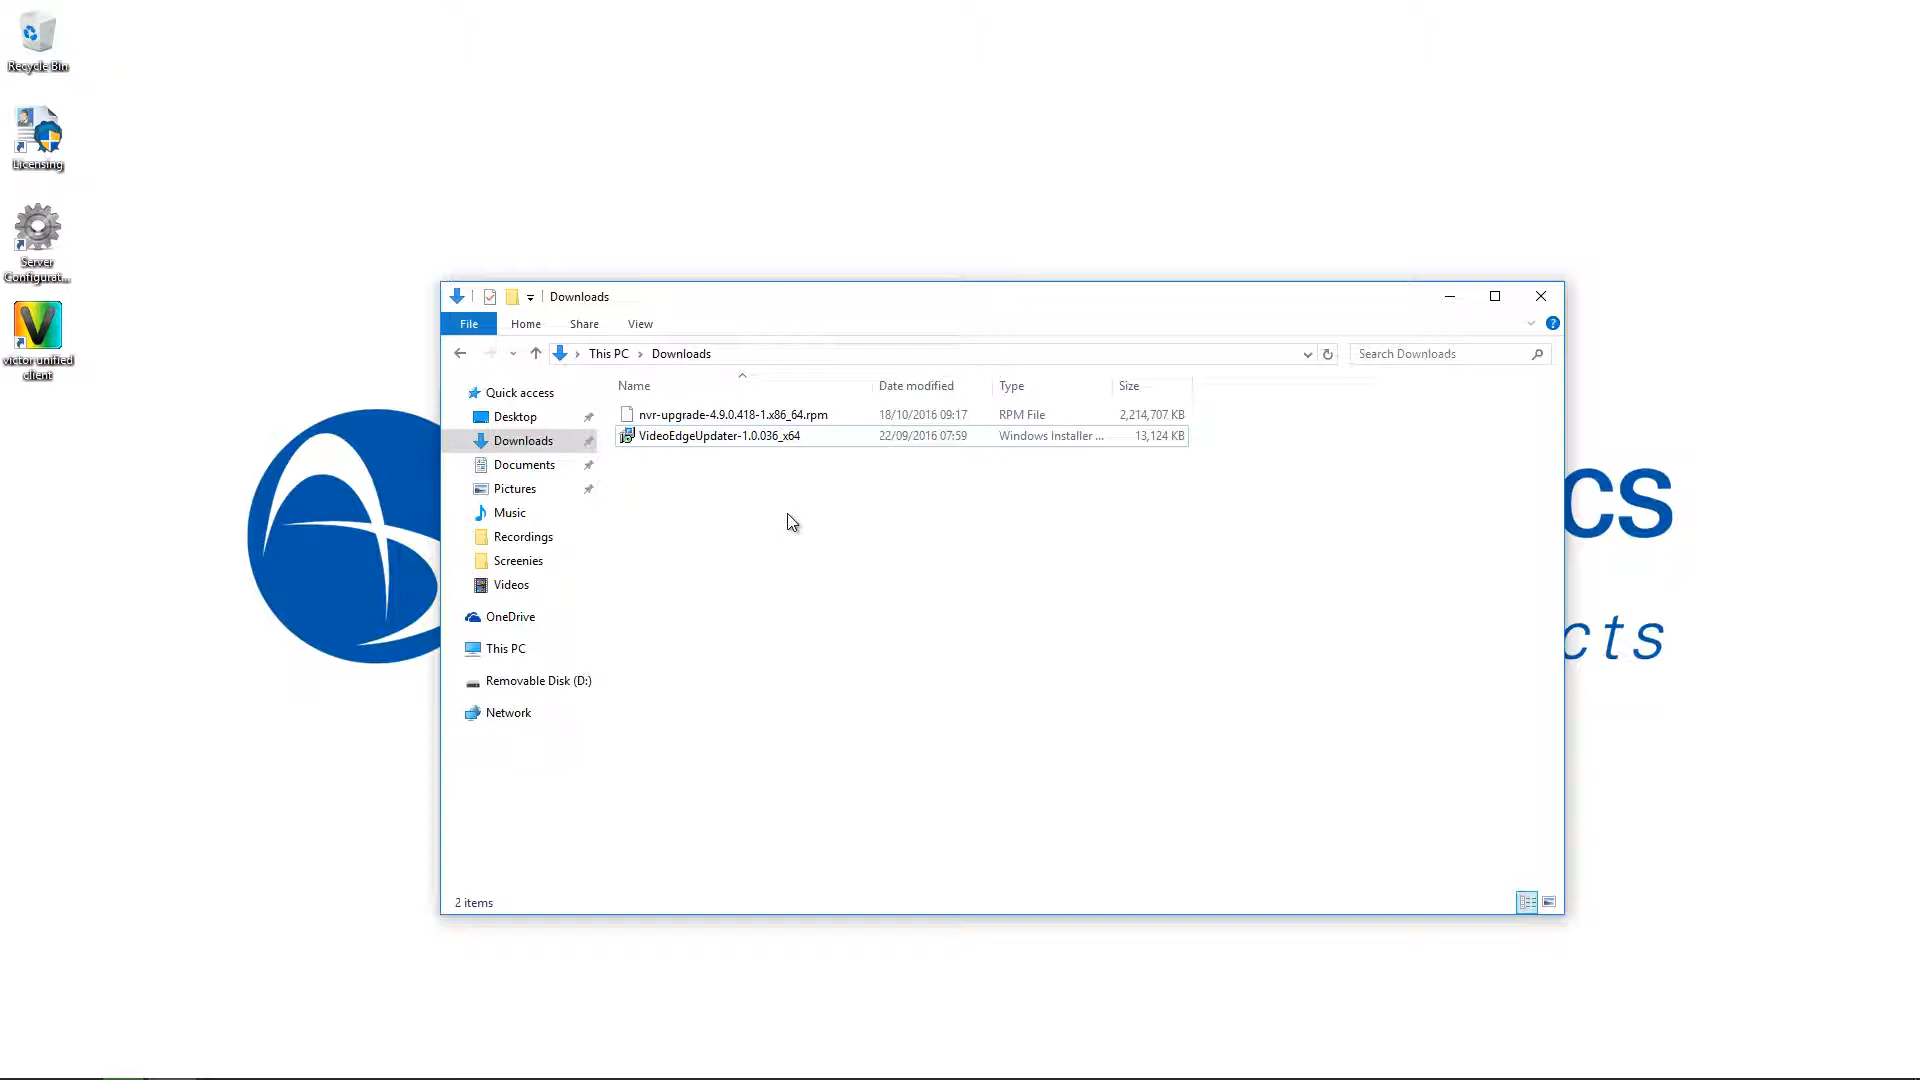 Recycle Bin
Licensing
Server
Configurat...
victor unified
client
Downloads
File
Home
Share
View
This PC
Downloads
Search Downloads
Name
Date modified
Type
Size
nvr-upgrade-4.9.0.418-1.x86_64.rpm
18/10/2016 09:17
RPM File
2,214,707 KB
VideoEdgeUpdater-1.0.036_x64
22/09/2016 07:59
Windows Installer ...
13,124 KB
Quick access
Desktop
Downloads
Documents
Pictures
Music
Recordings
Screenies
Videos
OneDrive
This PC
Removable Disk (D:)
Network
2 items
cs
cts